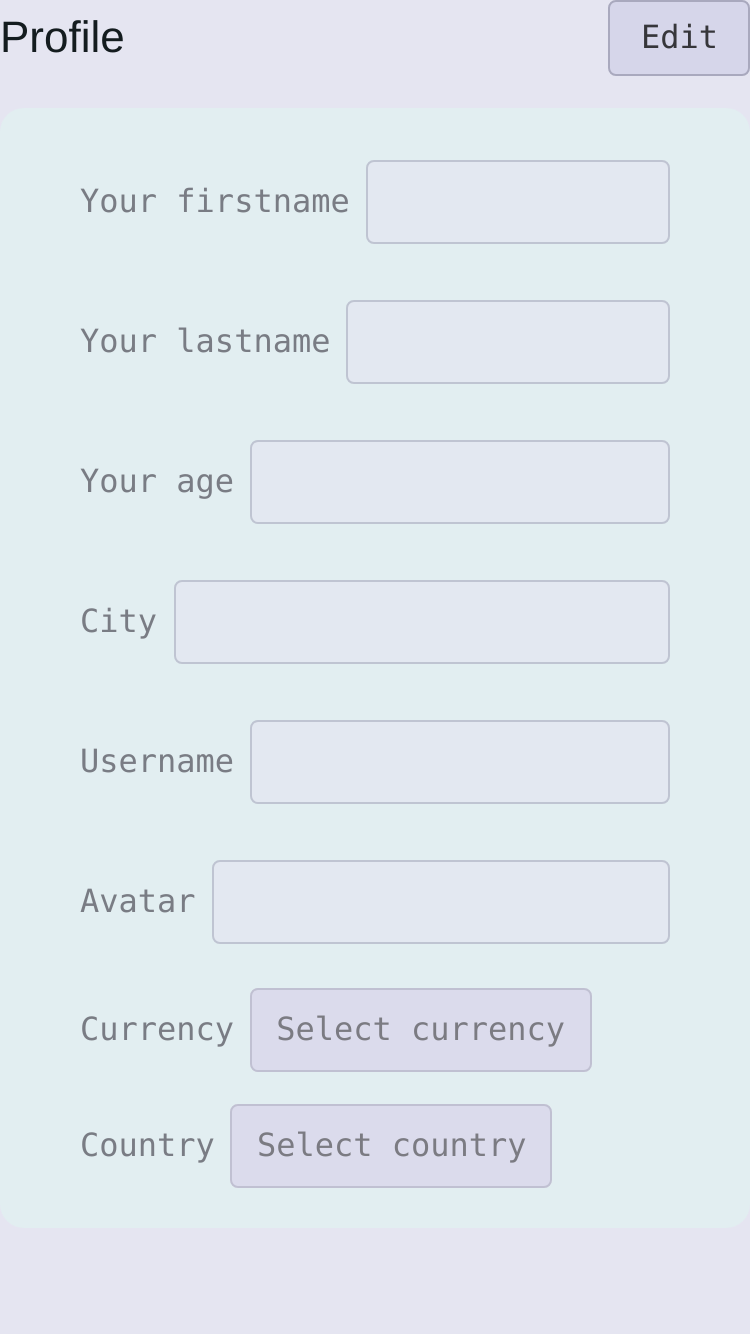 Profile
Edit
Your firstname
Your lastname
Your age
City
Username
Avatar
Currency Select currency
Country Select country